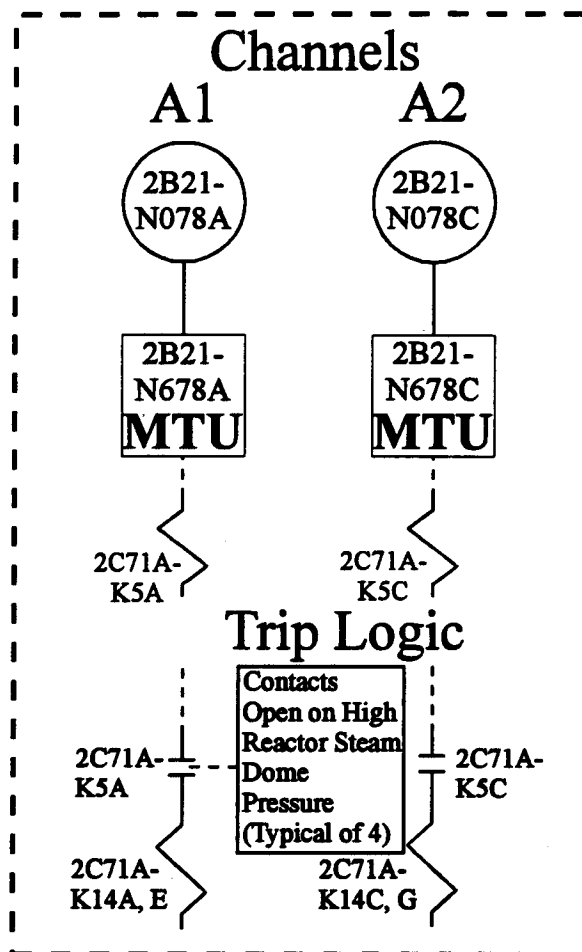 Channels
A1
A2
2B21-
N078A
2B21-
N078C
2B21-
N678A
MTU
2B21-
N678C
MTU
2C71A-
K5A
2C71A-
K5C
Trip Logic
Contacts
Open on High
Reactor Steam
Dome
Pressure
(Typical of 4)
2C71A-
K5A
2C71A-
K5C
2C71A-
K14A, E
2C71A-
K14C, G